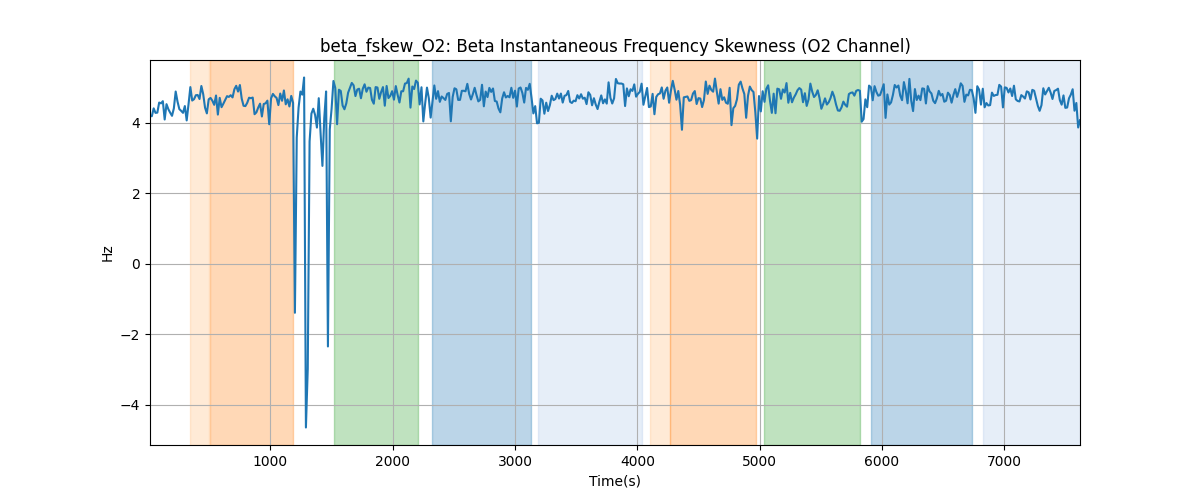 beta_fskew_O2: Beta Instantaneous Frequency Skewness (O2 Channel)
Hz
4
2
0
−2
−4
1000 2000 3000 4000 5000 6000 7000
Time(s)